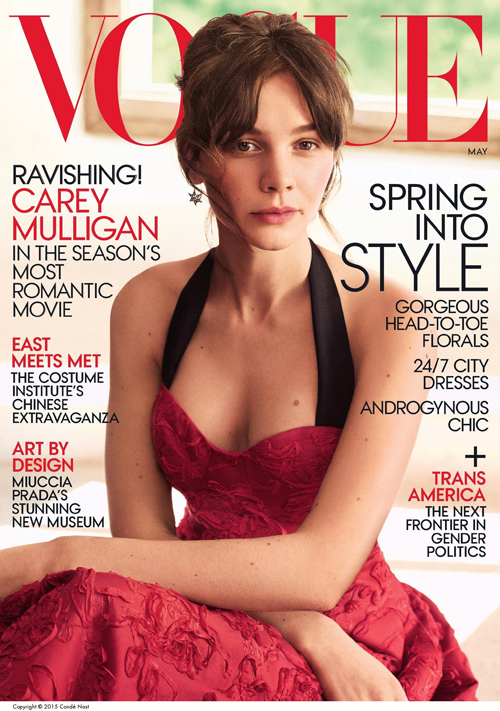 VOGUE
MAY
RAVISHING!
CAREY
MULLIGAN
IN THE SEASON'S
MOST
ROMANTIC
MOVIE
EAST
MEETS MET
THE COSTUME
INSTITUTE'S
CHINESE
EXTRAVAGANZA
ART BY
DESIGN
MIUCCIA
PRADA'S
STUNNING
NEW MUSEUM
SPRING
INTO
STYLE
GORGEOUS
HEAD-TO-TOE
FLORALS
24/7 CITY
DRESSES
ANDROGYNOUS
CHIC
+
TRANS
AMERICA
THE NEXT
FRONTIER IN
GENDER
POLITICS
Copyright © 2015 Condé Nast